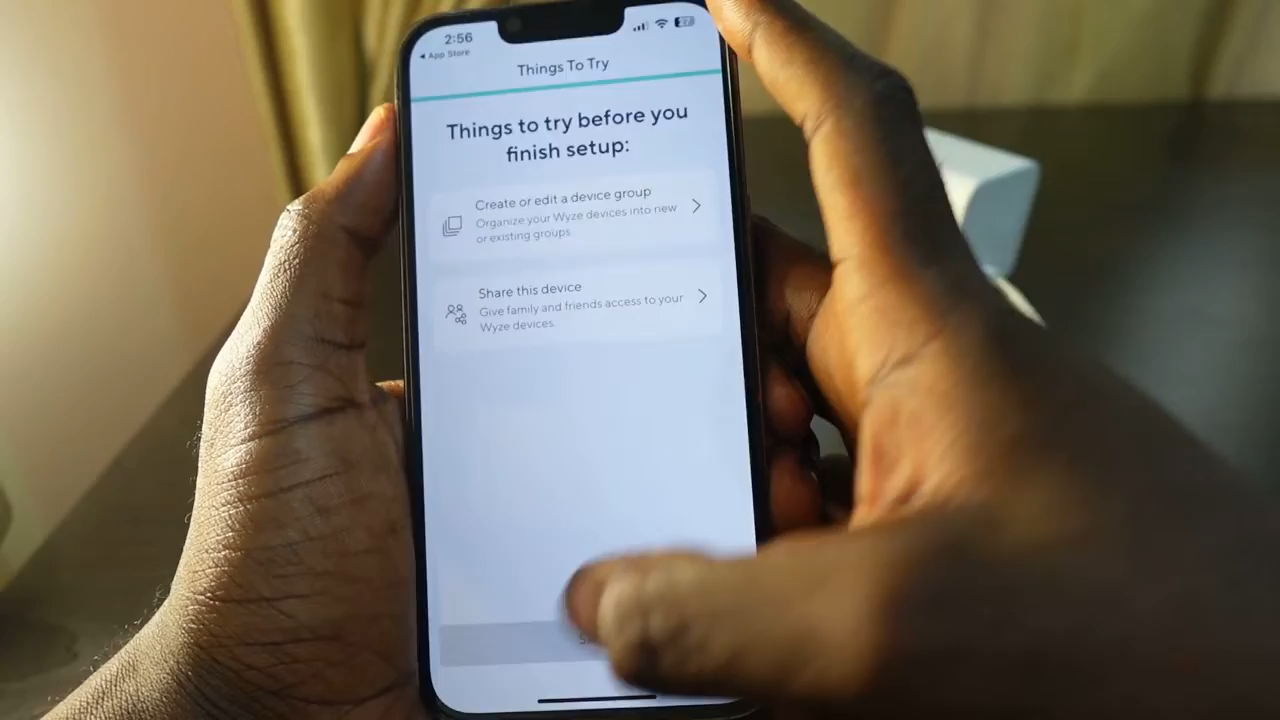 2:56
27
◀ App Store
Things To Try
Things to try before you
finish setup:
Create or edit a device group
Organize your Wyze devices into new
or existing groups
Share this device
Give family and friends access to your
Wyze devices.